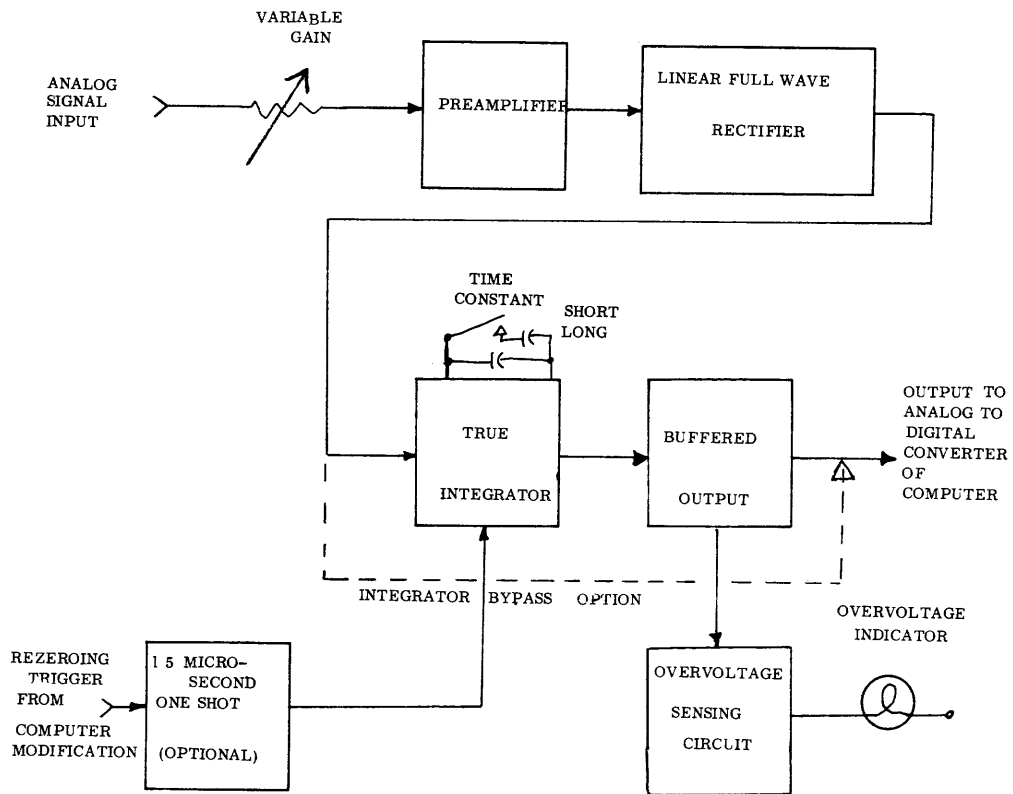 VARIABLE
GAIN
ANALOG
SIGNAL
INPUT
PREAMPLIFIER
LINEAR FULL WAVE
RECTIFIER
TIME
CONSTANT
SHORT
LONG
TRUE
INTEGRATOR
BUFFERED
OUTPUT
OUTPUT TO
ANALOG TO
DIGITAL
CONVERTER
OF
COMPUTER
INTEGRATOR BYPASS OPTION
REZEROING
TRIGGER
FROM
COMPUTER
MODIFICATION
1 5 MICRO-
SECOND
ONE SHOT
(OPTIONAL)
OVERVOLTAGE
SENSING
CIRCUIT
OVERVOLTAGE
INDICATOR